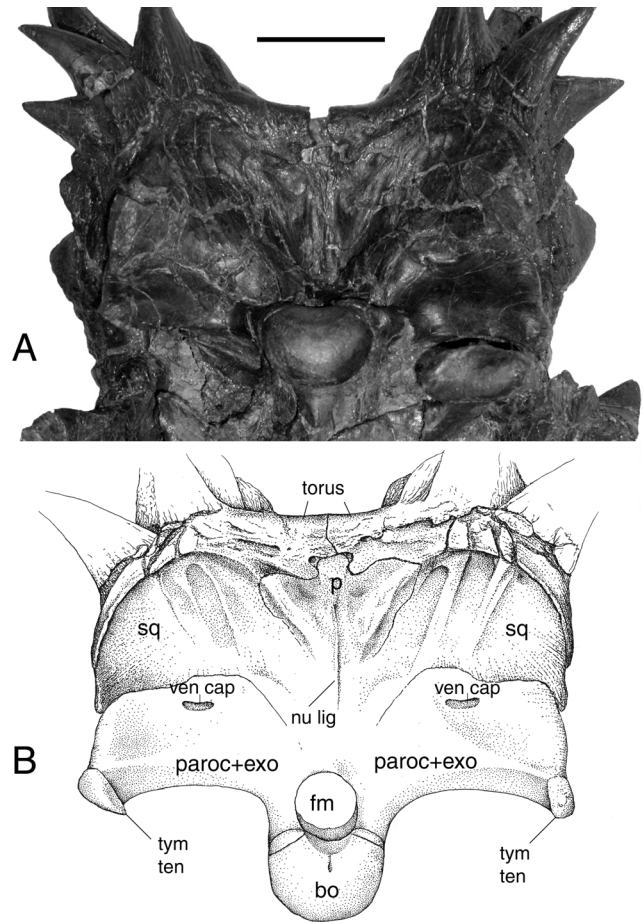 A
torus
p
sq
sq
ven cap
ven cap
nu lig
B
paroc+exo
paroc+exo
fm
tym
ten
tym
ten
bo